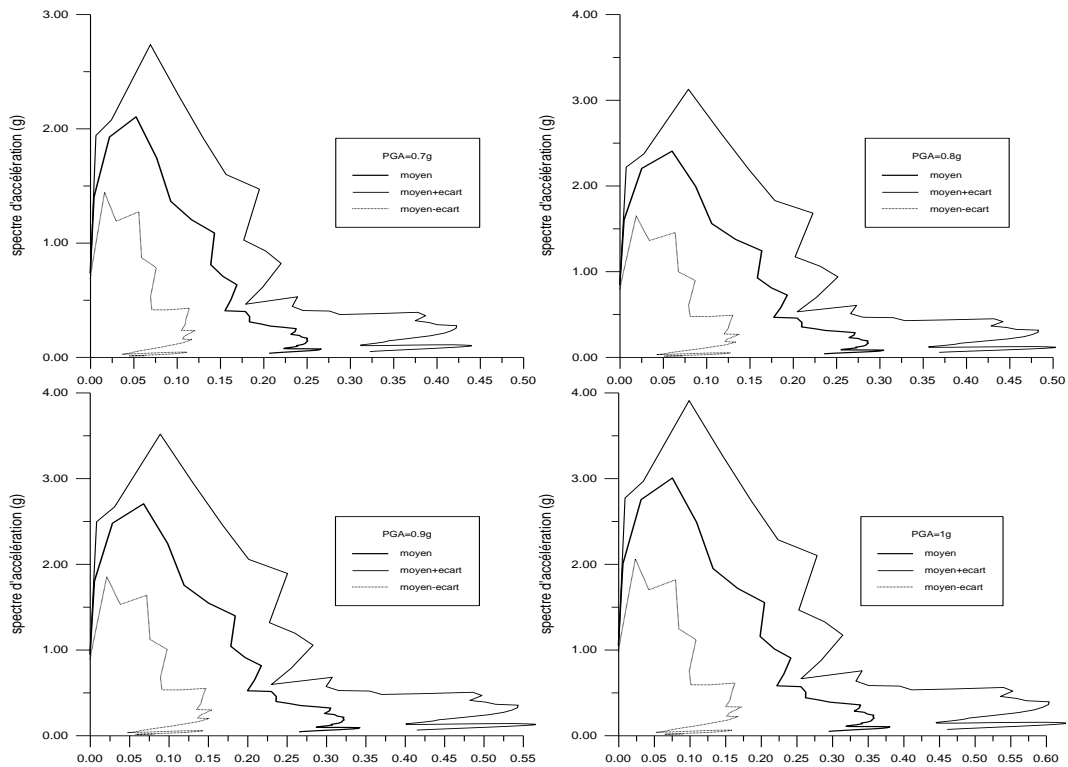 3.00
2.00
1.00
0.00
spectre d'accélération (g)
PGA=0.7g
moyen
moyen+ecart
moyen-ecart
0.00 0.05 0.10 0.15 0.20 0.25 0.30 0.35 0.40 0.45 0.50
4.00
3.00
2.00
1.00
0.00
spectre d'accélération (g)
PGA=0.8g
moyen
moyen+ecart
moyen-ecart
0.00 0.05 0.10 0.15 0.20 0.25 0.30 0.35 0.40 0.45 0.50
4.00
3.00
2.00
1.00
0.00
spectre d'accélération (g)
PGA=0.9g
moyen
moyen+ecart
moyen-ecart
0.00 0.05 0.10 0.15 0.20 0.25 0.30 0.35 0.40 0.45 0.50 0.55
4.00
3.00
2.00
1.00
0.00
spectre d'accélération (g)
PGA=1g
moyen
moyen+ecart
moyen-ecart
0.00 0.05 0.10 0.15 0.20 0.25 0.30 0.35 0.40 0.45 0.50 0.55 0.60